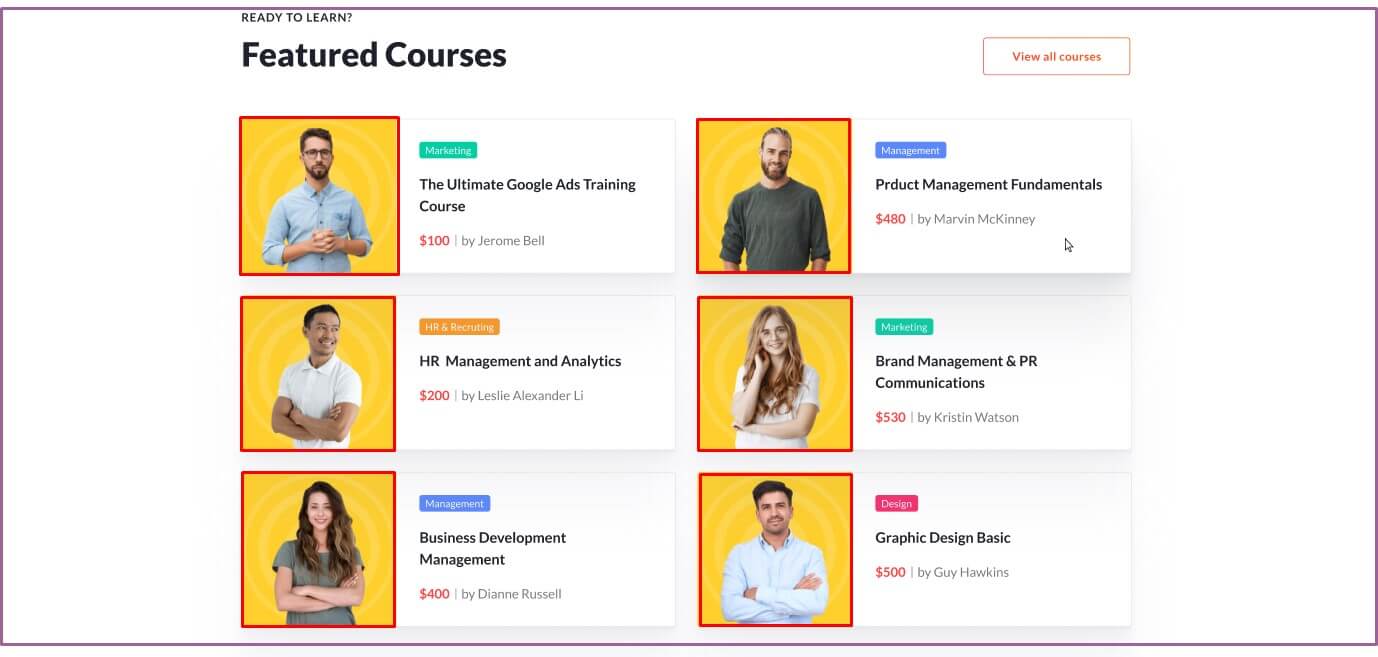 READY TO LEARN?
Featured Courses
View all courses
Marketing
The Ultimate Google Ads Training
Course
$100 | by Jerome Bell
Management
Prduct Management Fundamentals
$480 | by Marvin McKinney
HR & Recruting
HR Management and Analytics
$200 | by Leslie Alexander Li
Marketing
Brand Management & PR
Communications
$530 | by Kristin Watson
Management
Business Development
Management
$400 | by Dianne Russell
Design
Graphic Design Basic
$500 | by Guy Hawkins